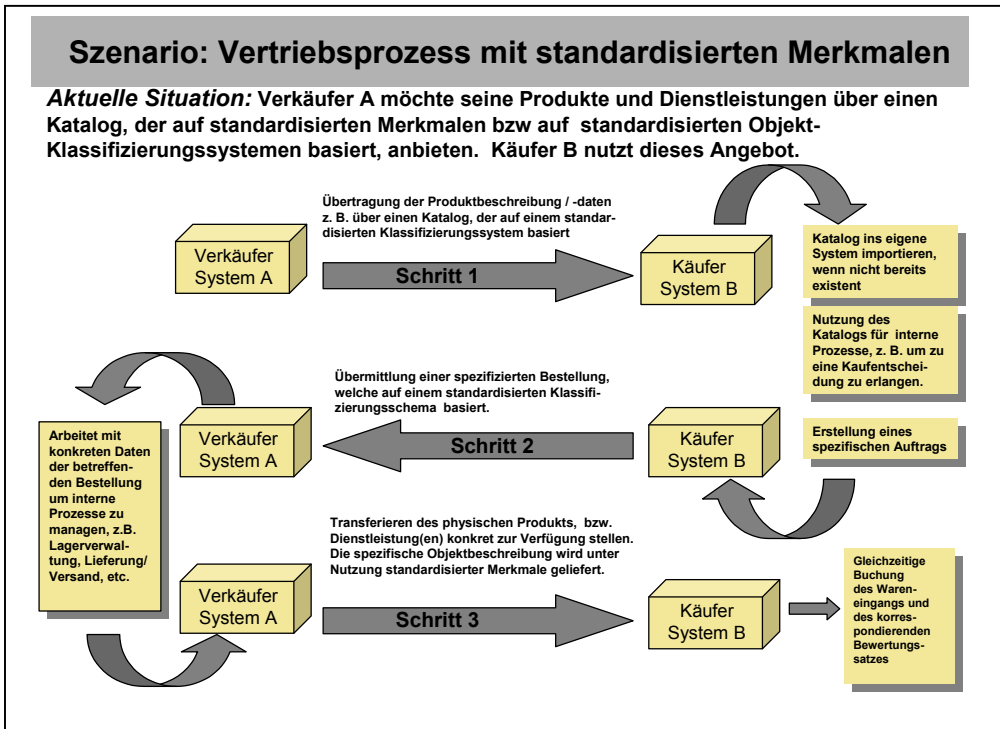 Szenario: Vertriebsprozess mit standardisierten Merkmalen
Aktuelle Situation: Verkäufer A möchte seine Produkte und Dienstleistungen über einen
Katalog, der auf standardisierten Merkmalen bzw auf standardisierten Objekt-
Klassifizierungssystemen basiert, anbieten. Käufer B nutzt dieses Angebot.
Übertragung der Produktbeschreibung / -daten
z. B. über einen Katalog, der auf einem standar-
disierten Klassifizierungssystem basiert
Verkäufer
System A
Schritt 1
Käufer
System B
Katalog ins eigene
System importieren,
wenn nicht bereits
existent
Nutzung des
Katalogs für interne
Prozesse, z. B. um zu
eine Kaufentschei-
dung zu erlangen.
Übermittlung einer spezifizierten Bestellung,
welche auf einem standardisierten Klassifi-
zierungsschema basiert.
Erstellung eines
spezifischen Auftrags
Käufer
System B
Schritt 2
Verkäufer
System A
Arbeitet mit
konkreten Daten
der betreffen-
den Bestellung
um interne
Prozesse zu
managen, z.B.
Lagerverwal-
tung, Lieferung/
Versand, etc.
Transferieren des physischen Produkts, bzw.
Dienstleistung(en) konkret zur Verfügung stellen.
Die spezifische Objektbeschreibung wird unter
Nutzung standardisierter Merkmale geliefert.
Verkäufer
System A
Schritt 3
Käufer
System B
Gleichzeitige
Buchung
des Waren-
eingangs und
des korres-
pondierenden
Bewertungs-
satzes